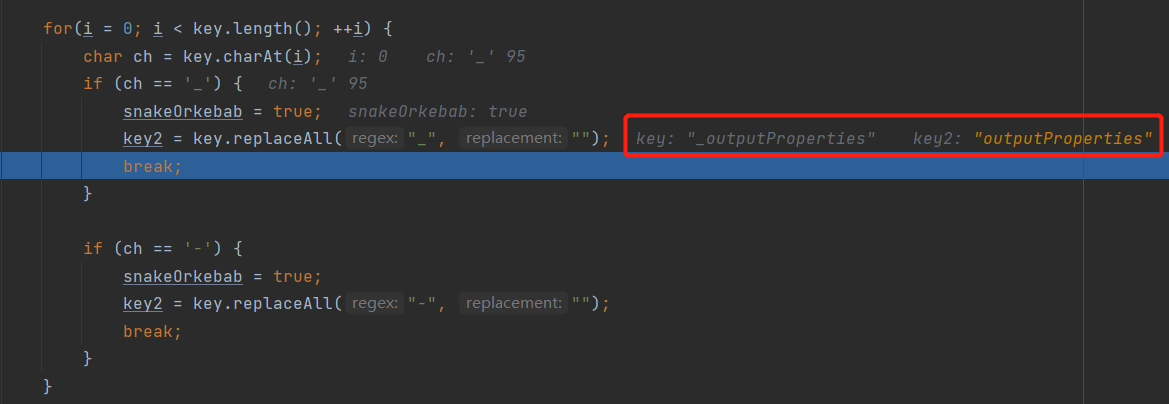 for(i = 0; i < key.length(); ++i) {
char ch = key.charAt(i); i: 0 ch: '_' 95
if (ch == '_') { ch: '_' 95
snakeOrkebab = true; snakeOrkebab: true
key2 = key.replaceAll( regex: "_", replacement: ""); key: "_outputProperties" key2: "outputProperties"
break;
}
if (ch == '-') {
snakeOrkebab = true;
key2 = key.replaceAll( regex: "-", replacement: "");
break;
}
}